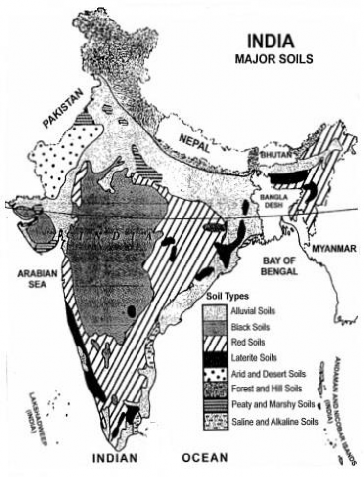 INDIA
MAJOR SOILS
PAKISTAN
NEPAL
BHUTAN
BANGLA
DESH
MYANMAR
ARABIAN
SEA
BAY OF
BENGAL
Soil Types
Alluvial Soils
Black Soils
Red Soils
Laterite Soils
Arid and Desert Soils
Forest and Hill Soils
Peaty and Marshy Soils
Saline and Alkaline Soils
LAKSHADWEEP
(INDIA)
ANDAMAN AND NICOBAR ISLANDS
(INDIA)
INDIAN OCEAN